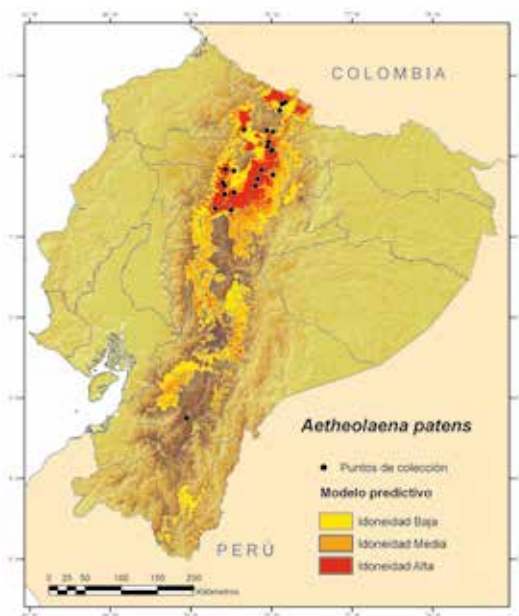 COLOMBIA
Aetheolaena patens
Puntos de colección
Modelo predictivo
Idoneidad Baja
Idoneidad Media
Idoneidad Alta
PERÚ
0 25 50 100 150 200
Kilómetros